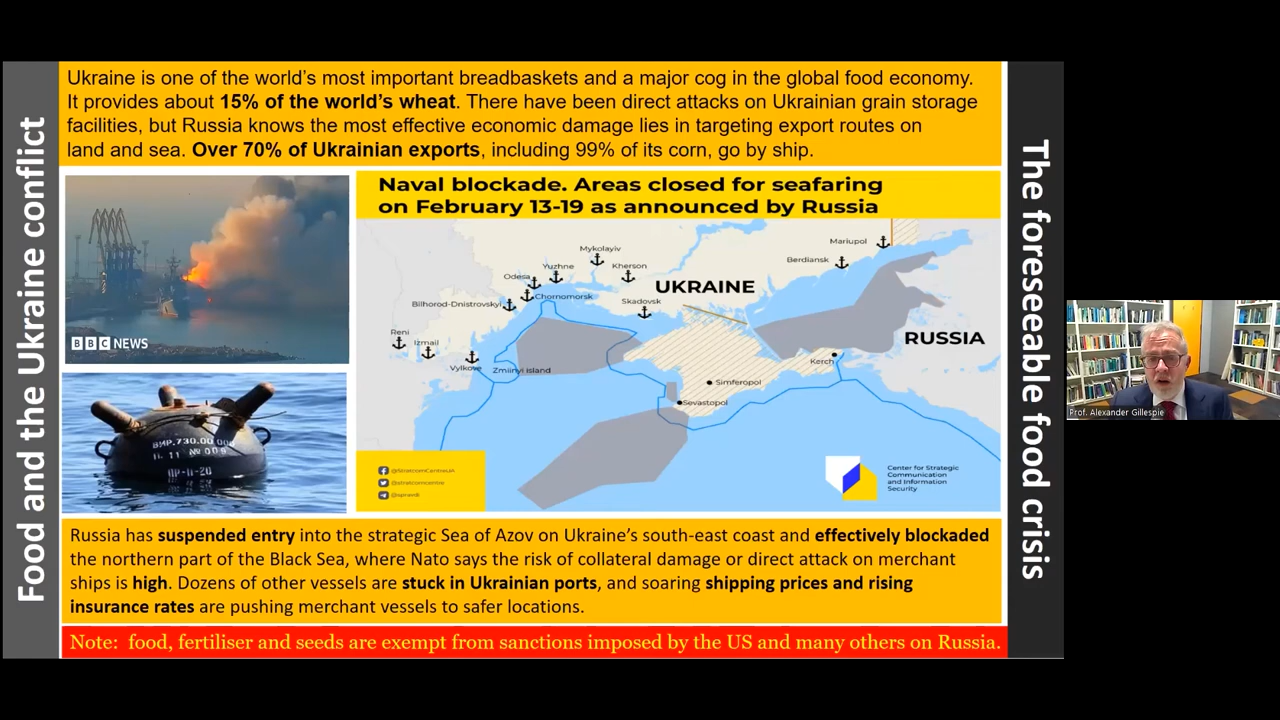 Food and the Ukraine conflict
Ukraine is one of the world's most important breadbaskets and a major cog in the global food economy.
It provides about 15% of the world's wheat. There have been direct attacks on Ukrainian grain storage
facilities, but Russia knows the most effective economic damage lies in targeting export routes on
land and sea. Over 70% of Ukrainian exports, including 99% of its corn, go by ship.
BBC NEWS
Naval blockade. Areas closed for seafaring
on February 13-19 as announced by Russia
Mariupol
Mykolayiv
Berdiansk
Yuzhne
Kherson
Odesa
UKRAINE
Chornomorsk
Bilhorod-Dnistrovskyi
Skadovsk
Reni
Izmail
RUSSIA
Kerch
Vylkove
Zmiinyi island
Simferopol
Sevastopol
@StratcomCentreUA
@stratcomcentre
@spravdi
Center for Strategic
Communication
and Information
Security
Russia has suspended entry into the strategic Sea of Azov on Ukraine's south-east coast and effectively blockaded
the northern part of the Black Sea, where Nato says the risk of collateral damage or direct attack on merchant
ships is high. Dozens of other vessels are stuck in Ukrainian ports, and soaring shipping prices and rising
insurance rates are pushing merchant vessels to safer locations.
Note: food, fertiliser and seeds are exempt from sanctions imposed by the US and many others on Russia.
The foreseeable food crisis
Prof. Alexander Gillespie